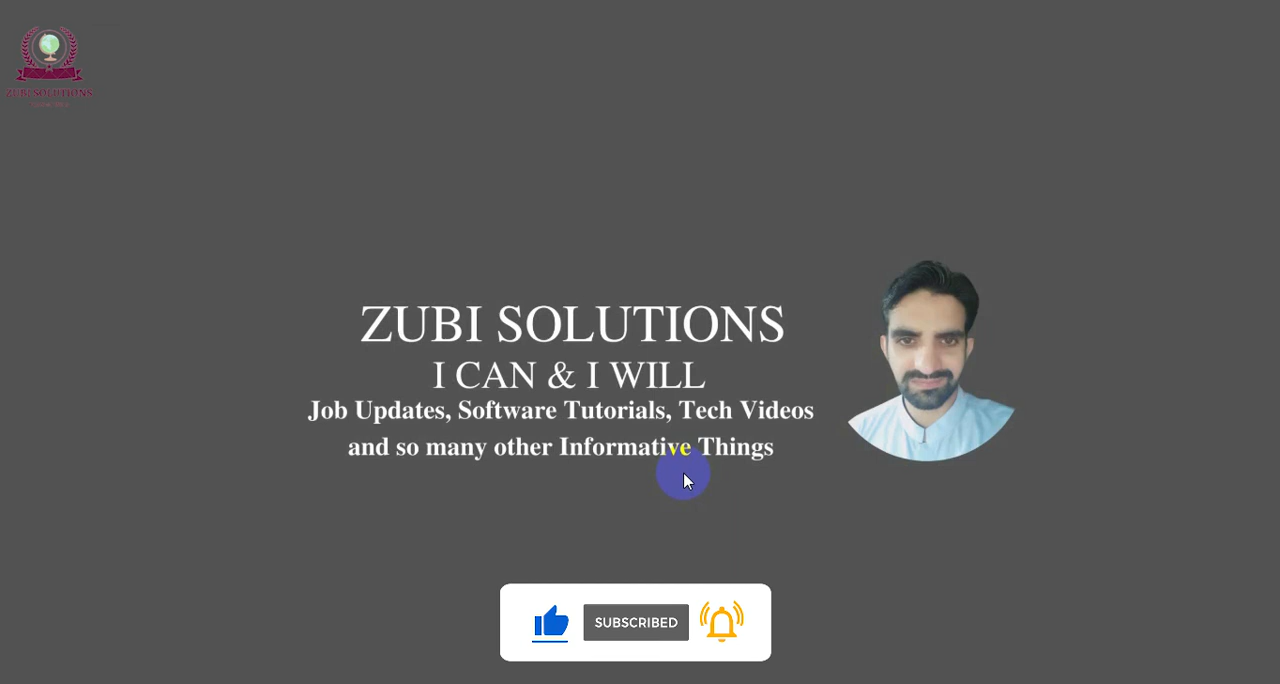 ZUBI SOLUTIONS
ZUBI SOLUTIONS
I CAN & I WILL
Job Updates, Software Tutorials, Tech Videos
and so many other Informative Things
SUBSCRIBED